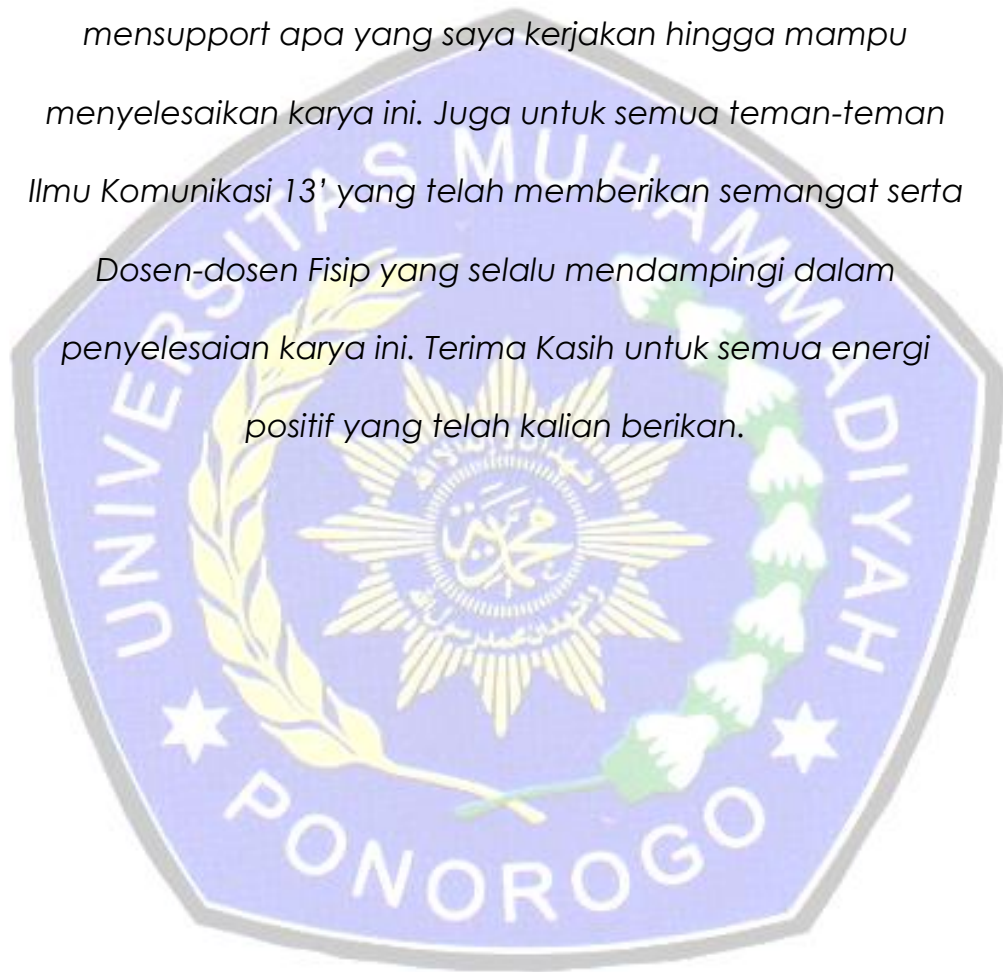 mensupport apa yang saya kerjakan hingga mampu
menyelesaikan karya ini. Juga untuk semua teman-teman
Ilmu Komunikasi 13’ yang telah memberikan semangat serta
Dosen-dosen Fisip yang selalu mendampingi dalam
penyelesaian karya ini. Terima Kasih untuk semua energi
positif yang telah kalian berikan.
UNIVERSITAS MUHAMMADIYAH
PONOROGO
محمدية